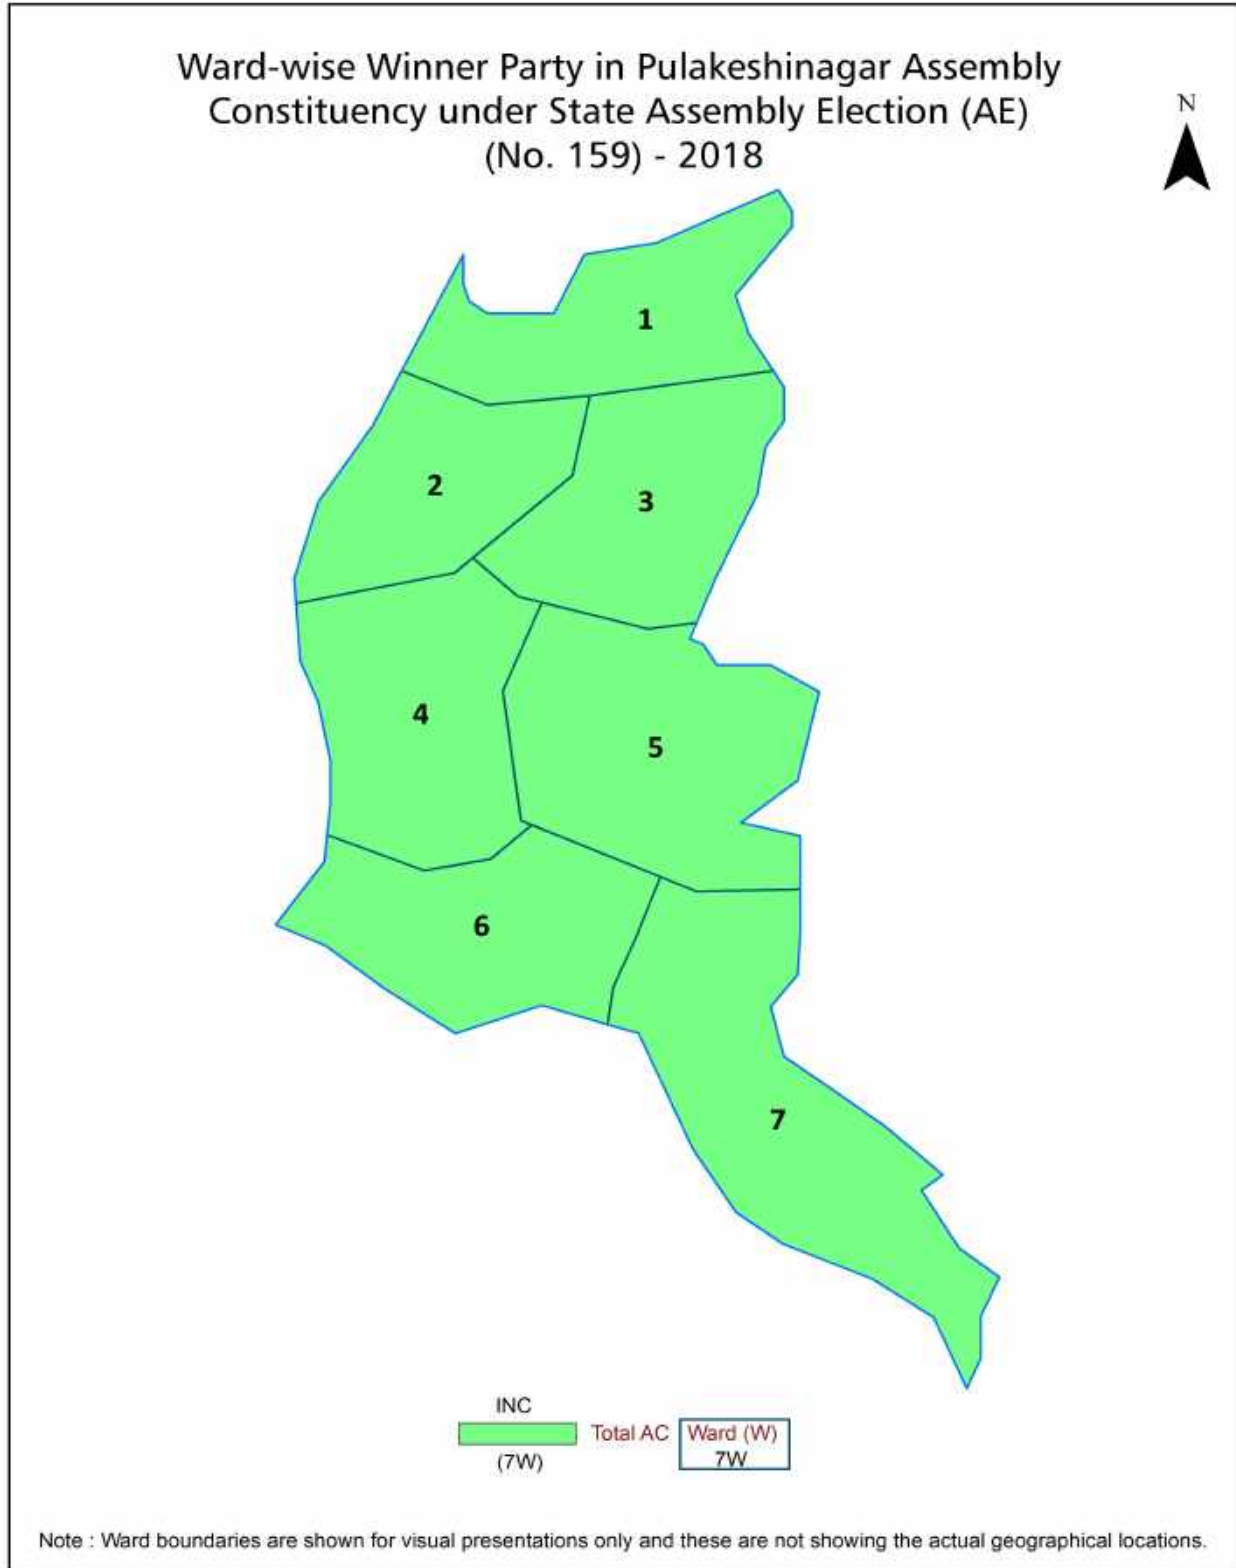 Ward-wise Winner Party in Pulakeshinagar Assembly
Constituency under State Assembly Election (AE)
(No. 159) - 2018
N
1
2
3
4
5
6
7
INC
Total AC
Ward (W)
(7W)
7W
Note : Ward boundaries are shown for visual presentations only and these are not showing the actual geographical locations.